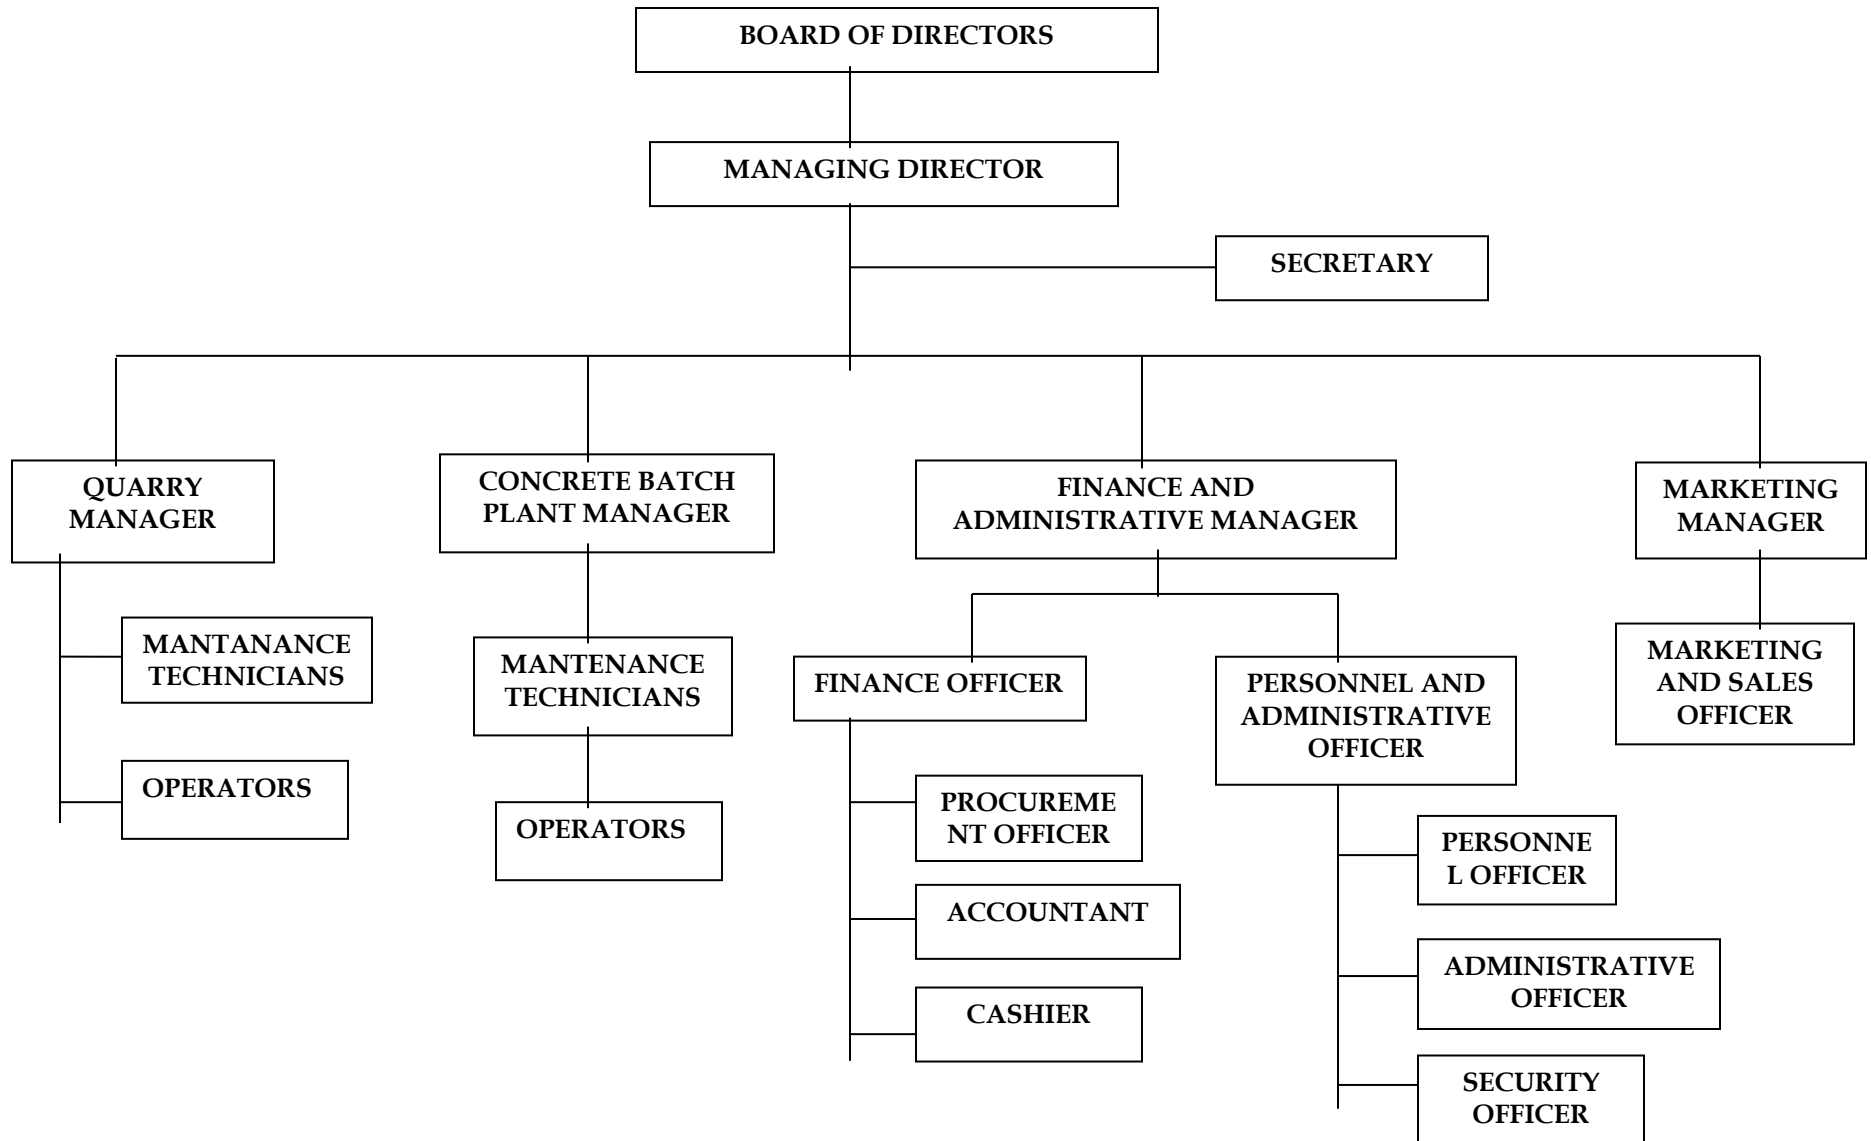 BOARD OF DIRECTORS
MANAGING DIRECTOR
SECRETARY
QUARRY
MANAGER
CONCRETE BATCH
PLANT MANAGER
FINANCE AND
ADMINISTRATIVE MANAGER
MARKETING
MANAGER
MANTANANCE
TECHNICIANS
OPERATORS
MANTENANCE
TECHNICIANS
OPERATORS
FINANCE OFFICER
PROCUREME
NT OFFICER
ACCOUNTANT
CASHIER
PERSONNEL AND
ADMINISTRATIVE
OFFICER
PERSONNE
L OFFICER
ADMINISTRATIVE
OFFICER
SECURITY
OFFICER
MARKETING
AND SALES
OFFICER